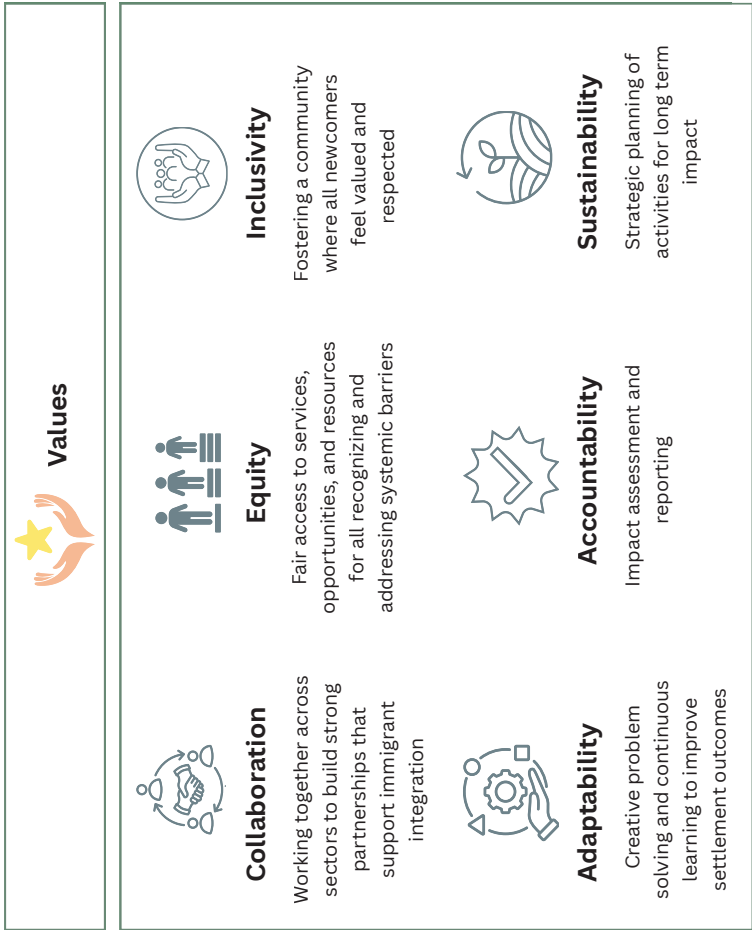 Values
Collaboration
Working together across
sectors to build strong
partnerships that
support immigrant
integration
Equity
Fair access to services,
opportunities, and resources
for all recognizing and
addressing systemic barriers
Inclusivity
Fostering a community
where all newcomers
feel valued and
respected
Adaptability
Creative problem
solving and continuous
learning to improve
settlement outcomes
Accountability
Impact assessment and
reporting
Sustainability
Strategic planning of
activities for long term
impact